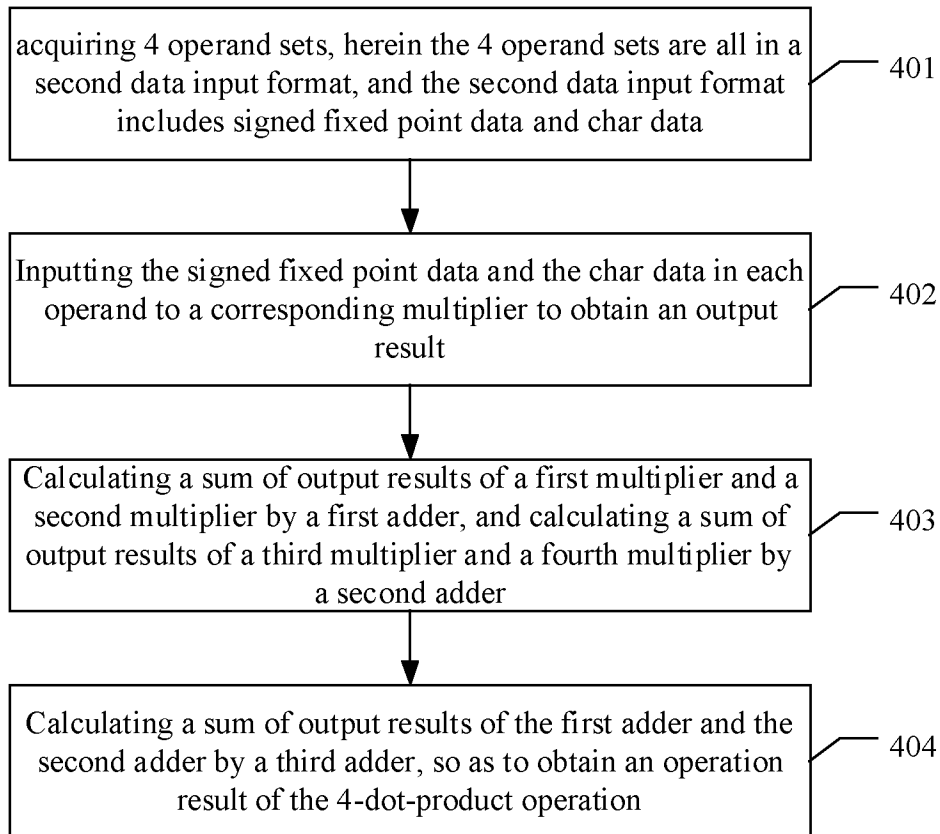 acquiring 4 operand sets, herein the 4 operand sets are all in a
second data input format, and the second data input format
includes signed fixed point data and char data
401
Inputting the signed fixed point data and the char data in each
operand to a corresponding multiplier to obtain an output
result
402
Calculating a sum of output results of a first multiplier and a
second multiplier by a first adder, and calculating a sum of
output results of a third multiplier and a fourth multiplier by
a second adder
403
Calculating a sum of output results of the first adder and the
second adder by a third adder, so as to obtain an operation
result of the 4-dot-product operation
404